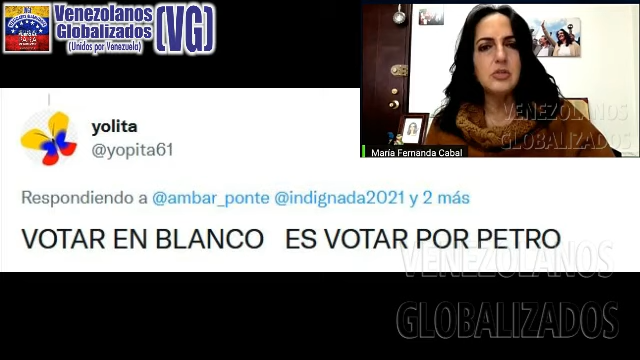 Venezolanos
Globalizados
(Unidos por Venezuela)
(VG)
María Fernanda Cabal
VENEZOLANOS
GLOBALIZADOS
yolita
@yopita61
Respondiendo a @ambar_ponte @indignada2021 y 2 más
VOTAR EN BLANCO ES VOTAR POR PETRO
VENEZOLANOS
GLOBALIZADOS